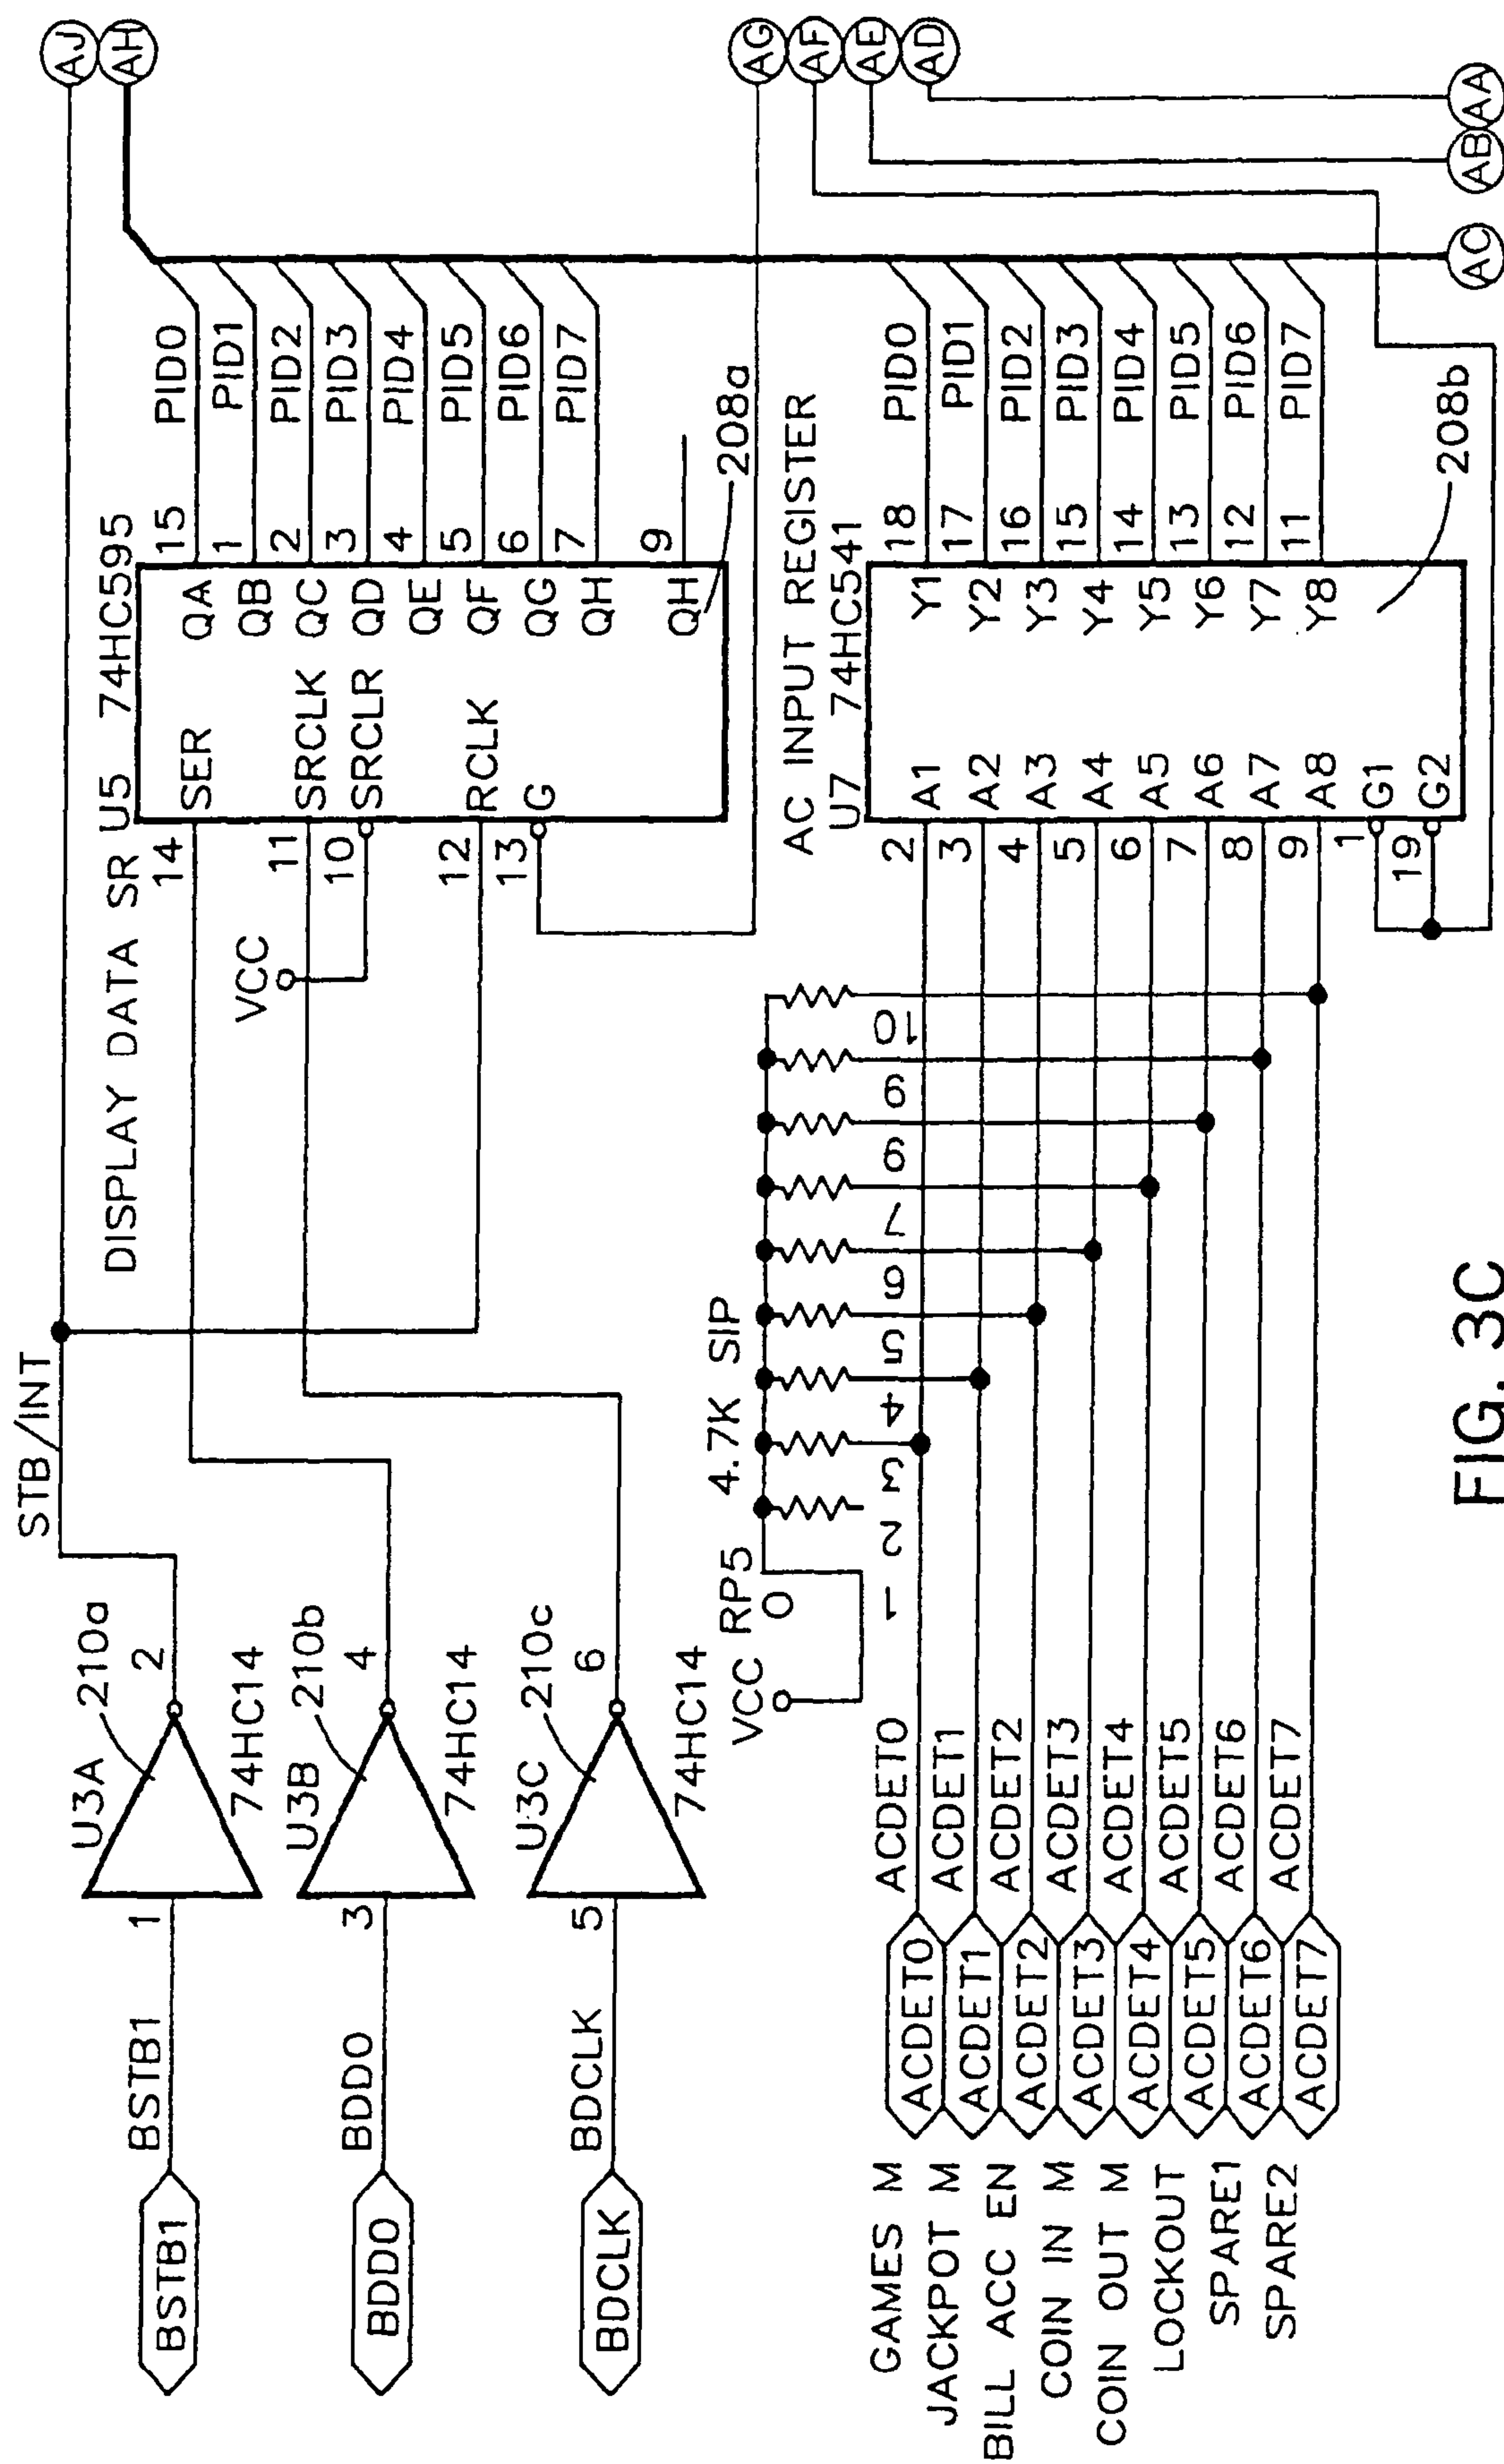 STB/INT
AJ
AH
BSTB1
BSTB1
1
U3A
210a
2
74HC14
BDD0
BDD0
3
U3B
210b
4
74HC14
BDCLK
BDCLK
5
U3C
210c
6
74HC14
DISPLAY DATA SR
U5 74HC595
14 SER
11 SRCLK
10 SRCLR
12 RCLK
13 G
VCC
QA 15 PID0
QB 1 PID1
QC 2 PID2
QD 3 PID3
QE 4 PID4
QF 5 PID5
QG 6 PID6
QH 7 PID7
QH 9
208a
AG
AF
AE
AD
VCC RP5 4.7K SIP
0
1 2 3 4 5 6 7 9 9 10
AC INPUT REGISTER
U7 74HC541
GAMES M ACDET0 ACDET0 2 A1 Y1 18 PID0
JACKPOT M ACDET1 ACDET1 3 A2 Y2 17 PID1
BILL ACC EN ACDET2 ACDET2 4 A3 Y3 16 PID2
COIN IN M ACDET3 ACDET3 5 A4 Y4 15 PID3
COIN OUT M ACDET4 ACDET4 6 A5 Y5 14 PID4
LOCKOUT ACDET5 ACDET5 7 A6 Y6 13 PID5
SPARE1 ACDET6 ACDET6 8 A7 Y7 12 PID6
SPARE2 ACDET7 ACDET7 9 A8 Y8 11 PID7
1 G1
19 G2
208b
AC
AB
AA
FIG. 3C